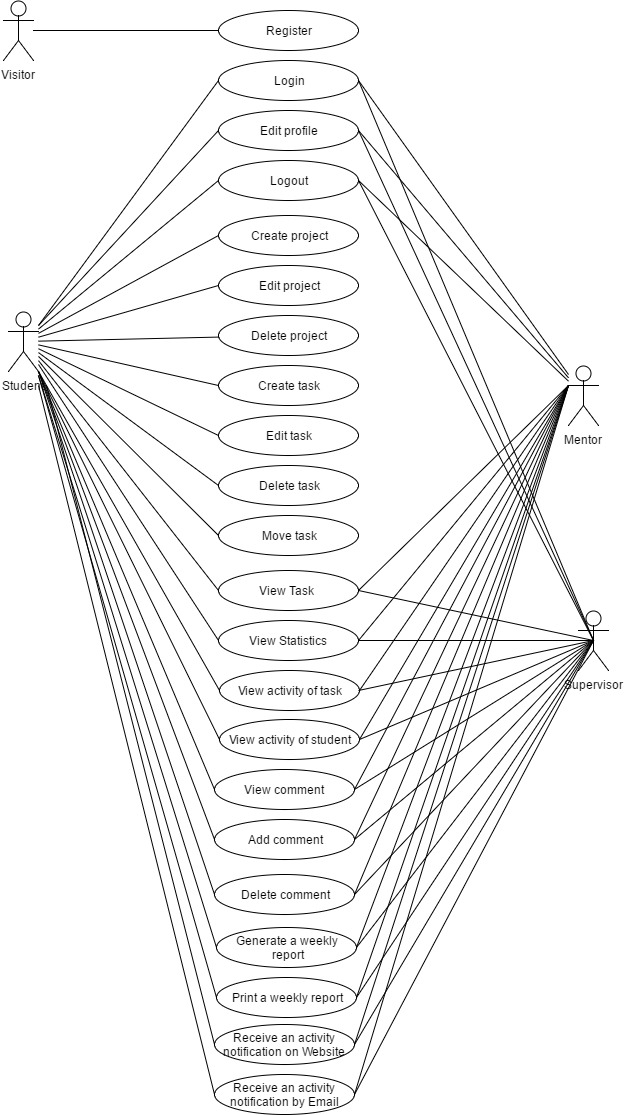 Visitor
Register
Login
Edit profile
Logout
Create project
Edit project
Delete project
Student
Create task
Mentor
Edit task
Delete task
Move task
View Task
View Statistics
Supervisor
View activity of task
View activity of student
View comment
Add comment
Delete comment
Generate a weekly
report
Print a weekly report
Receive an activity
notification on Website
Receive an activity
notification by Email